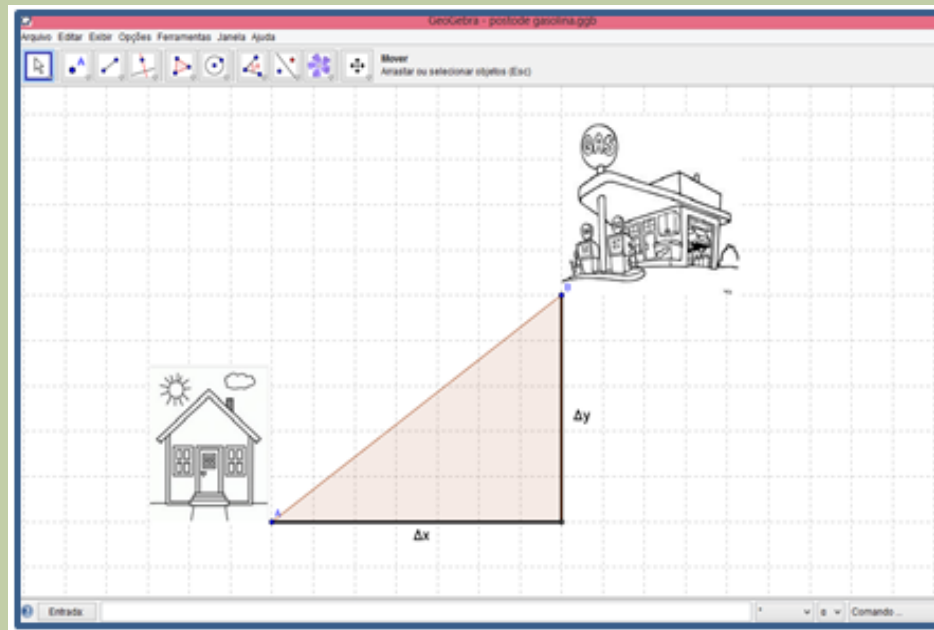 GeoGebra - postode gasolina.ggb
Arquivo Editar Exibir Opções Ferramentas Janela Ajuda
A
Mover
Arrastar ou selecionar objetos (Esc)
GAS
B
Δy
A
Δx
Entrada:
α
Comando ...